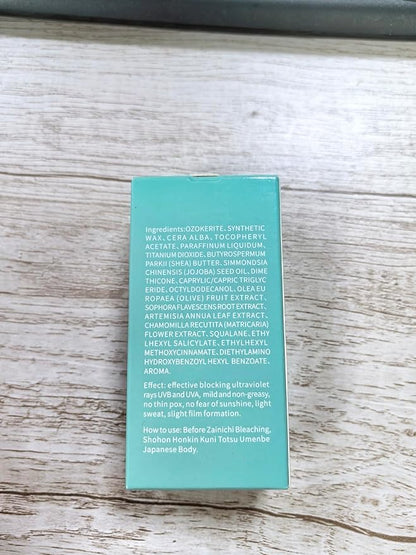 Ingredients:OZOKERITE、SYNTHETIC
WAX、CERA ALBA、TOCOPHERYL
ACETATE、PARAFFINUM LIQUIDUM、
TITANIUM DIOXIDE、BUTYROSPERMUM
PARKII (SHEA) BUTTER、SIMMONDSIA
CHINENSIS (JOJOBA) SEED OIL、DIME
THICONE、CAPRYLIC/CAPRIC TRIGLYC
ERIDE、OCTYLDODECANOL、OLEA EU
ROPAEA (OLIVE) FRUIT EXTRACT、
SOPHORA FLAVESCENS ROOT EXTRACT、
ARTEMISIA ANNUA LEAF EXTRACT、
CHAMOMILLA RECUTITA (MATRICARIA)
FLOWER EXTRACT、SQUALANE、ETHY
LHEXYL SALICYLATE、ETHYLHEXYL
METHOXYCINNAMATE、DIETHYLAMINO
HYDROXYBENZOYL HEXYL BENZOATE、
AROMA
Effect: effective blocking ultraviolet
rays UVB and UVA, mild and non-greasy,
no thin pox, no fear of sunshine, light
sweat, slight film formation.
How to use: Before Zainichi Bleaching,
Shohon Honkin Kuni Totsu Umenbe
Japanese Body.